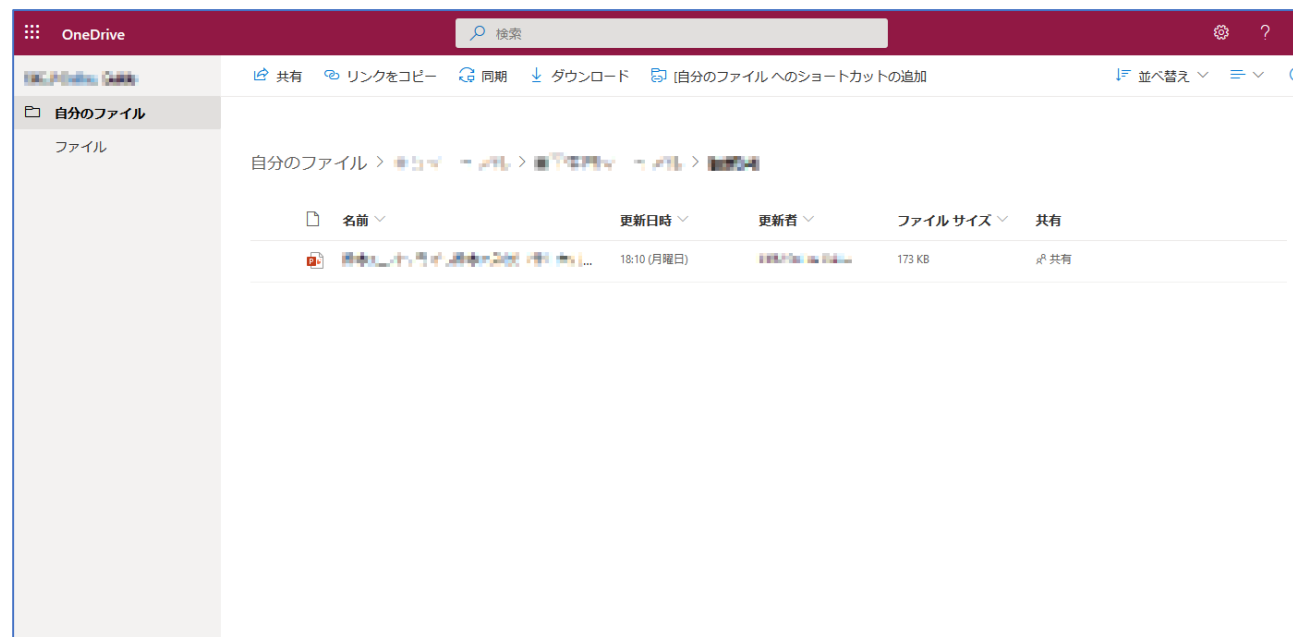 OneDrive 検索 ?
共有 リンクをコピー 同期 ダウンロード [自分のファイル へのショートカットの追加 並べ替え
自分のファイル
ファイル
自分のファイル > > >
名前 更新日時 更新者 ファイル サイズ 共有
... 18:10 (月曜日) 173 KB 共有